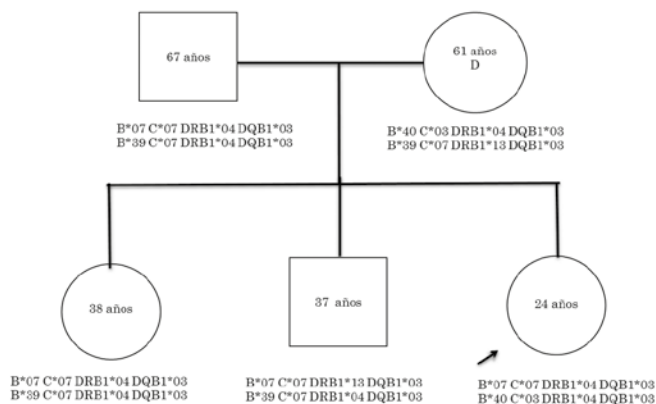 67 años
61 años
D
B*07 C*07 DRB1*04 DQB1*03
B*39 C*07 DRB1*04 DQB1*03
B*40 C*03 DRB1*04 DQB1*03
B*39 C*07 DRB1*13 DQB1*03
38 años
37 años
24 años
B*07 C*07 DRB1*04 DQB1*03
B*39 C*07 DRB1*04 DQB1*03
B*07 C*07 DRB1*13 DQB1*03
B*39 C*07 DRB1*04 DQB1*03
B*07 C*07 DRB1*04 DQB1*03
B*40 C*03 DRB1*04 DQB1*03